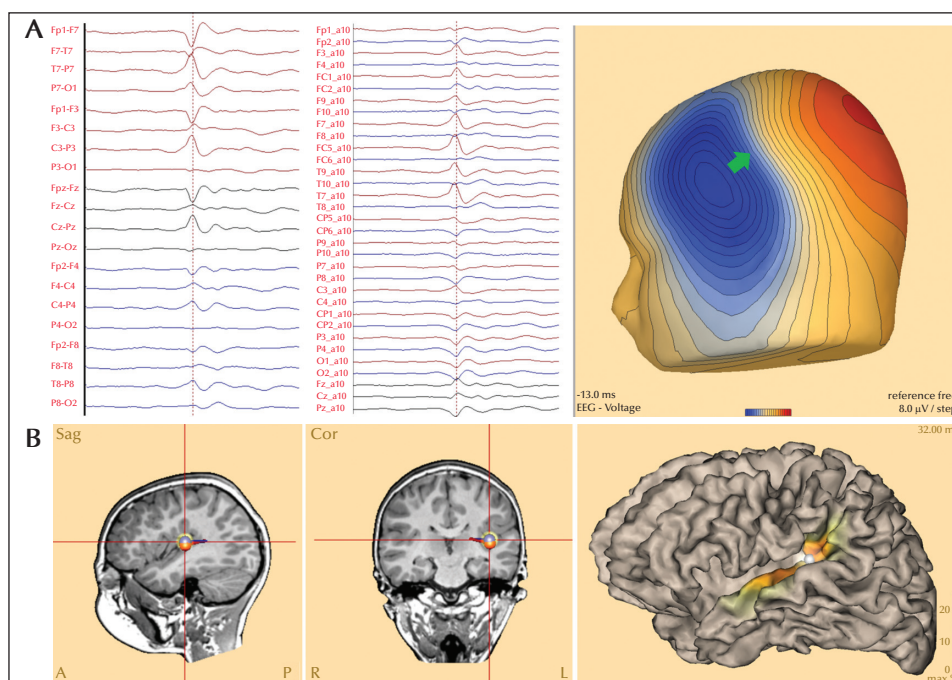 A
Fp1-F7
F7-T7
T7-P7
P7-O1
Fp1-F3
F3-C3
C3-P3
P3-O1
Fpz-Fz
Fz-Cz
Cz-Pz
Pz-Oz
Fp2-F4
F4-C4
C4-P4
P4-O2
Fp2-F8
F8-T8
T8-P8
P8-O2
Fp1_a10
Fp2_a10
F3_a10
F4_a10
FC1_a10
FC2_a10
F9_a10
F10_a10
F7_a10
F8_a10
FC5_a10
FC6_a10
T9_a10
T10_a10
T7_a10
T8_a10
CP5_a10
CP6_a10
P9_a10
P10_a10
P7_a10
P8_a10
C3_a10
C4_a10
CP1_a10
CP2_a10
P3_a10
P4_a10
O1_a10
O2_a10
Fz_a10
Cz_a10
Pz_a10
-13.0 ms
EEG - Voltage
reference free
8.0 μV / step
B
Sag
A P
Cor
R L
32.00 m
20
10
0
max